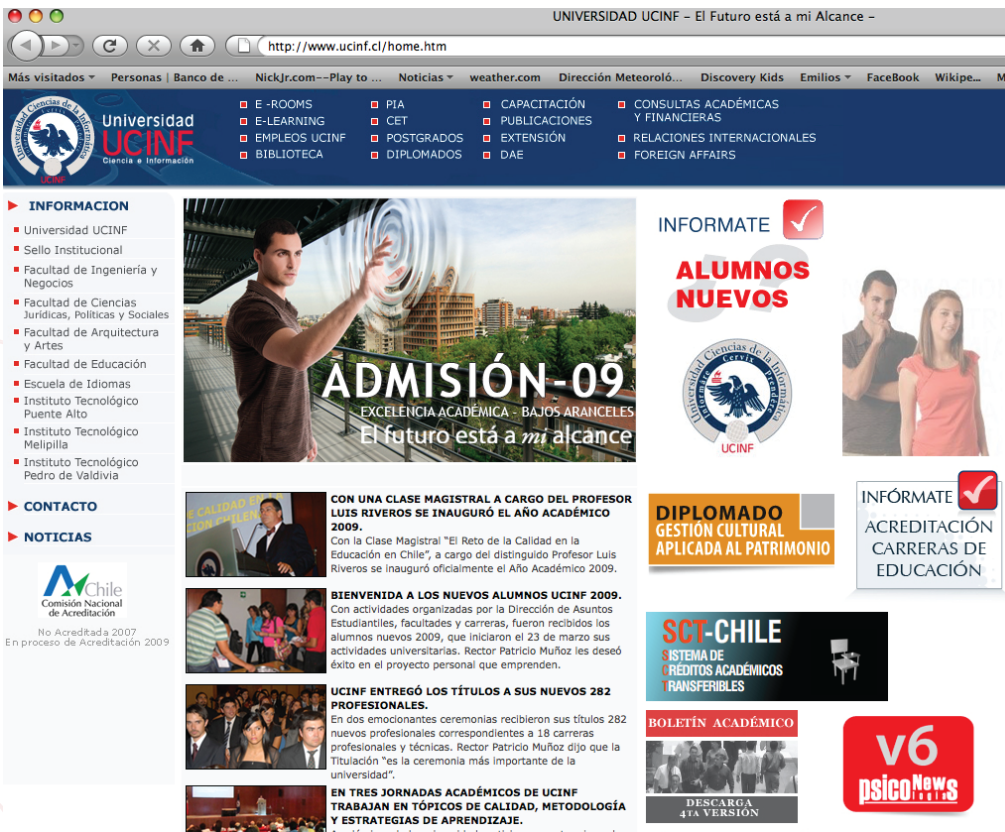 UNIVERSIDAD UCINF – El Futuro está a mi Alcance –
http://www.ucinf.cl/home.htm
Más visitados Personas | Banco de ... NickJr.com--Play to ... Noticias weather.com Dirección Meteoroló... Discovery Kids Emilios FaceBook Wikipe... M
Universidad
UCINF
Ciencia e Información
UCINF
E -ROOMS
E-LEARNING
EMPLEOS UCINF
BIBLIOTECA
PIA
CET
POSTGRADOS
DIPLOMADOS
CAPACITACIÓN
PUBLICACIONES
EXTENSIÓN
DAE
CONSULTAS ACADÉMICAS
Y FINANCIERAS
RELACIONES INTERNACIONALES
FOREIGN AFFAIRS
INFORMACION
Universidad UCINF
Sello Institucional
Facultad de Ingeniería y
Negocios
Facultad de Ciencias
Jurídicas, Políticas y Sociales
Facultad de Arquitectura
y Artes
Facultad de Educación
Escuela de Idiomas
Instituto Tecnológico
Puente Alto
Instituto Tecnológico
Melipilla
Instituto Tecnológico
Pedro de Valdivia
CONTACTO
NOTICIAS
Chile
Comisión Nacional
de Acreditación
No Acreditada 2007
En proceso de Acreditación 2009
ADMISIÓN-09
EXCELENCIA ACADÉMICA - BAJOS ARANCELES
El futuro está a mi alcance
CON UNA CLASE MAGISTRAL A CARGO DEL PROFESOR
LUIS RIVEROS SE INAUGURÓ EL AÑO ACADÉMICO
2009.
Con la Clase Magistral "El Reto de la Calidad en la
Educación en Chile", a cargo del distinguido Profesor Luis
Riveros se inauguró oficialmente el Año Académico 2009.
BIENVENIDA A LOS NUEVOS ALUMNOS UCINF 2009.
Con actividades organizadas por la Dirección de Asuntos
Estudiantiles, facultades y carreras, fueron recibidos los
alumnos nuevos 2009, que iniciaron el 23 de marzo sus
actividades universitarias. Rector Patricio Muñoz les deseó
éxito en el proyecto personal que emprenden.
UCINF ENTREGÓ LOS TÍTULOS A SUS NUEVOS 282
PROFESIONALES.
En dos emocionantes ceremonias recibieron sus títulos 282
nuevos profesionales correspondientes a 18 carreras
profesionales y técnicas. Rector Patricio Muñoz dijo que la
Titulación "es la ceremonia más importante de la
universidad".
EN TRES JORNADAS ACADÉMICOS DE UCINF
TRABAJAN EN TÓPICOS DE CALIDAD, METODOLOGÍA
Y ESTRATEGIAS DE APRENDIZAJE.
INFORMATE
ALUMNOS
NUEVOS
Universidad Ciencias de la Informática
Informáre Cervix Prendéra
UCINF
DIPLOMADO
GESTIÓN CULTURAL
APLICADA AL PATRIMONIO
INFÓRMATE
ACREDITACIÓN
CARRERAS DE
EDUCACIÓN
SCT-CHILE
SISTEMA DE
CRÉDITOS ACADÉMICOS
TRANSFERIBLES
BOLETÍN ACADÉMICO
DESCARGA
4TA VERSIÓN
v6
psicoNews